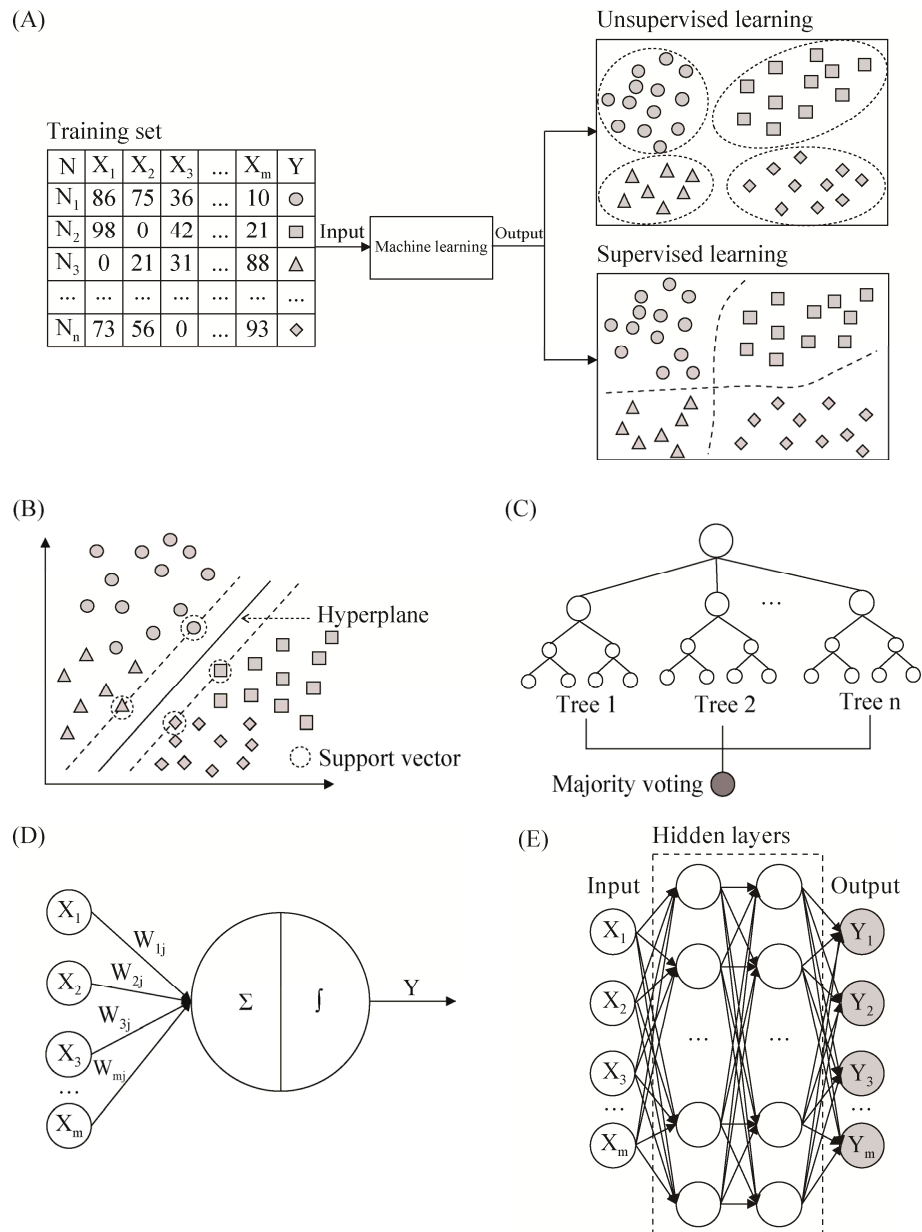 (A)
Training set
N X₁ X₂ X₃ ... Xₘ Y
N₁ 86 75 36 ... 10
N₂ 98 0 42 ... 21
N₃ 0 21 31 ... 88
... ... ... ... ... ... ...
Nₙ 73 56 0 ... 93
Input
Machine learning
Output
Unsupervised learning
Supervised learning
(B)
Hyperplane
Support vector
(C)
...
Tree 1 Tree 2 Tree n
Majority voting
(D)
X₁
X₂
X₃
...
Xₘ
W₁ⱼ
W₂ⱼ
W₃ⱼ
Wₘⱼ
Σ ∫
Y
(E)
Hidden layers
Input Output
X₁ Y₁
X₂ Y₂
... ...
X₃ Y₃
... ...
Xₘ Yₘ